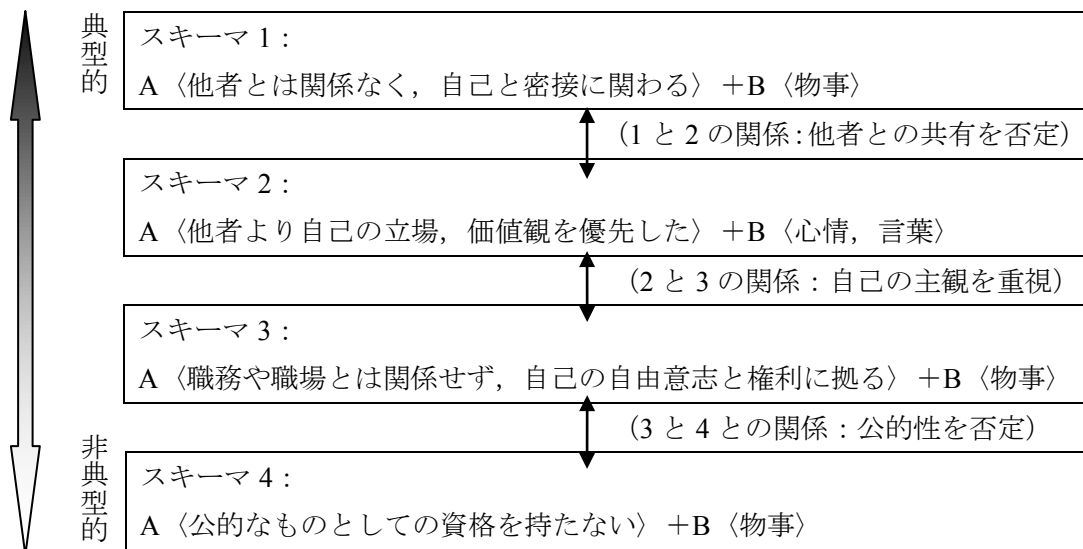 典型的
スキーマ 1：
A〈他者とは関係なく，自己と密接に関わる〉＋B〈物事〉
（1 と 2 の関係：他者との共有を否定）
スキーマ 2：
A〈他者より自己の立場，価値観を優先した〉＋B〈心情，言葉〉
（2 と 3 の関係：自己の主観を重視）
スキーマ 3：
A〈職務や職場とは関係せず，自己の自由意志と権利に拠る〉＋B〈物事〉
（3 と 4 との関係：公的性を否定）
非典型的
スキーマ 4：
A〈公的なものとしての資格を持たない〉＋B〈物事〉